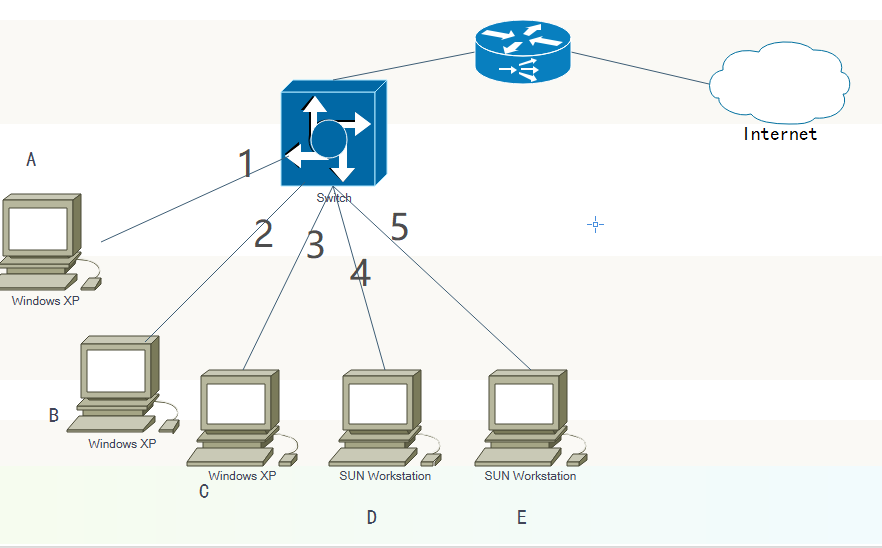 Internet
A
1
Switch
2
3
5
4
Windows XP
B
Windows XP
Windows XP
SUN Workstation
SUN Workstation
C
D
E